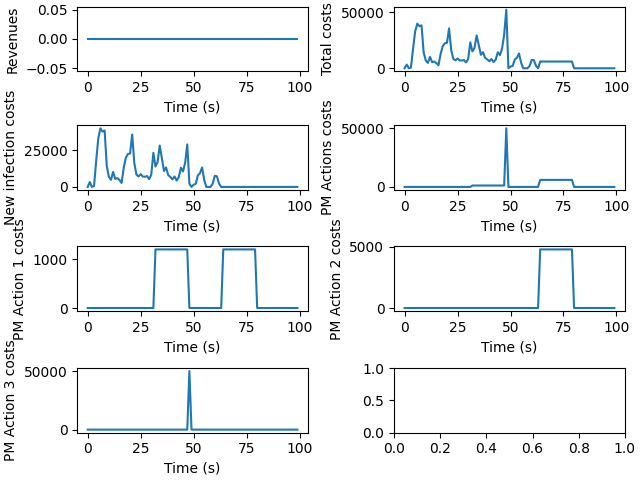 Revenues
0.05
0.00
−0.05
0 25 50 75 100
Time (s)
Total costs
50000
0
0 25 50 75 100
Time (s)
New infection costs
25000
0
0 25 50 75 100
Time (s)
PM Actions costs
50000
0
0 25 50 75 100
Time (s)
PM Action 1 costs
1000
0
0 25 50 75 100
Time (s)
PM Action 2 costs
5000
0
0 25 50 75 100
Time (s)
PM Action 3 costs
50000
0
0 25 50 75 100
Time (s)
1.0
0.5
0.0
0.0 0.2 0.4 0.6 0.8 1.0